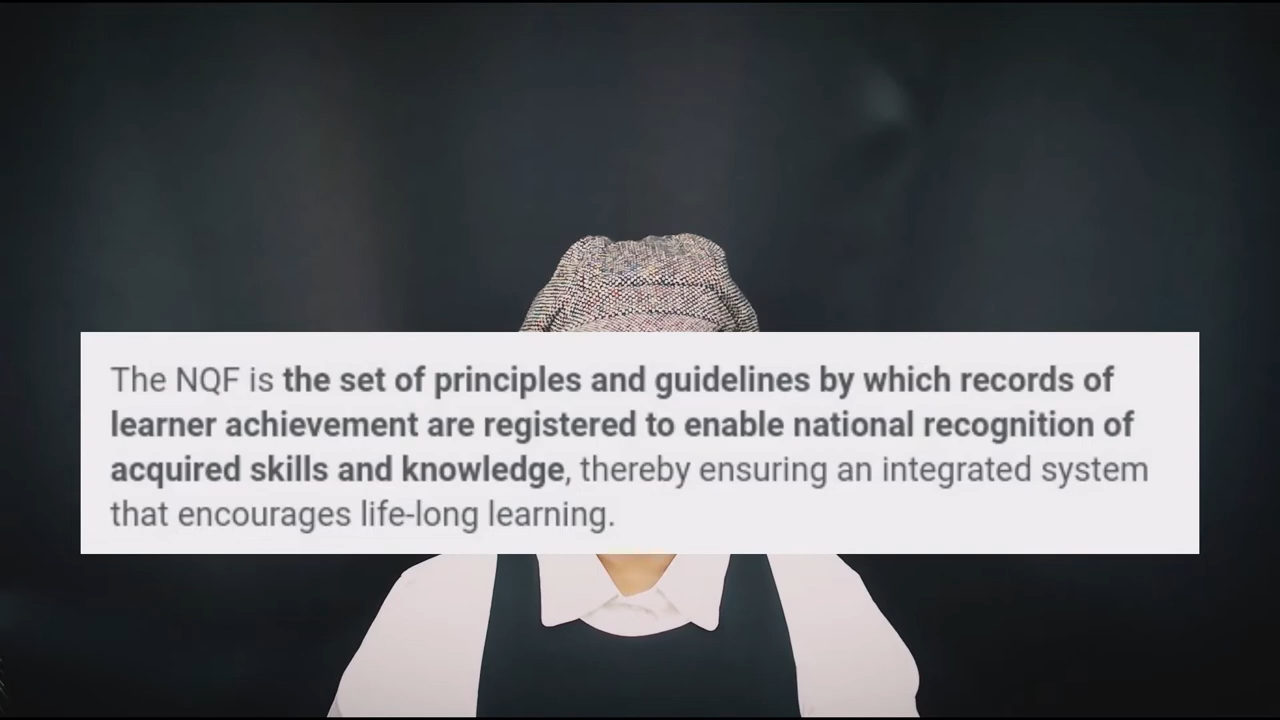 The NQF is the set of principles and guidelines by which records of
learner achievement are registered to enable national recognition of
acquired skills and knowledge, thereby ensuring an integrated system
that encourages life-long learning.